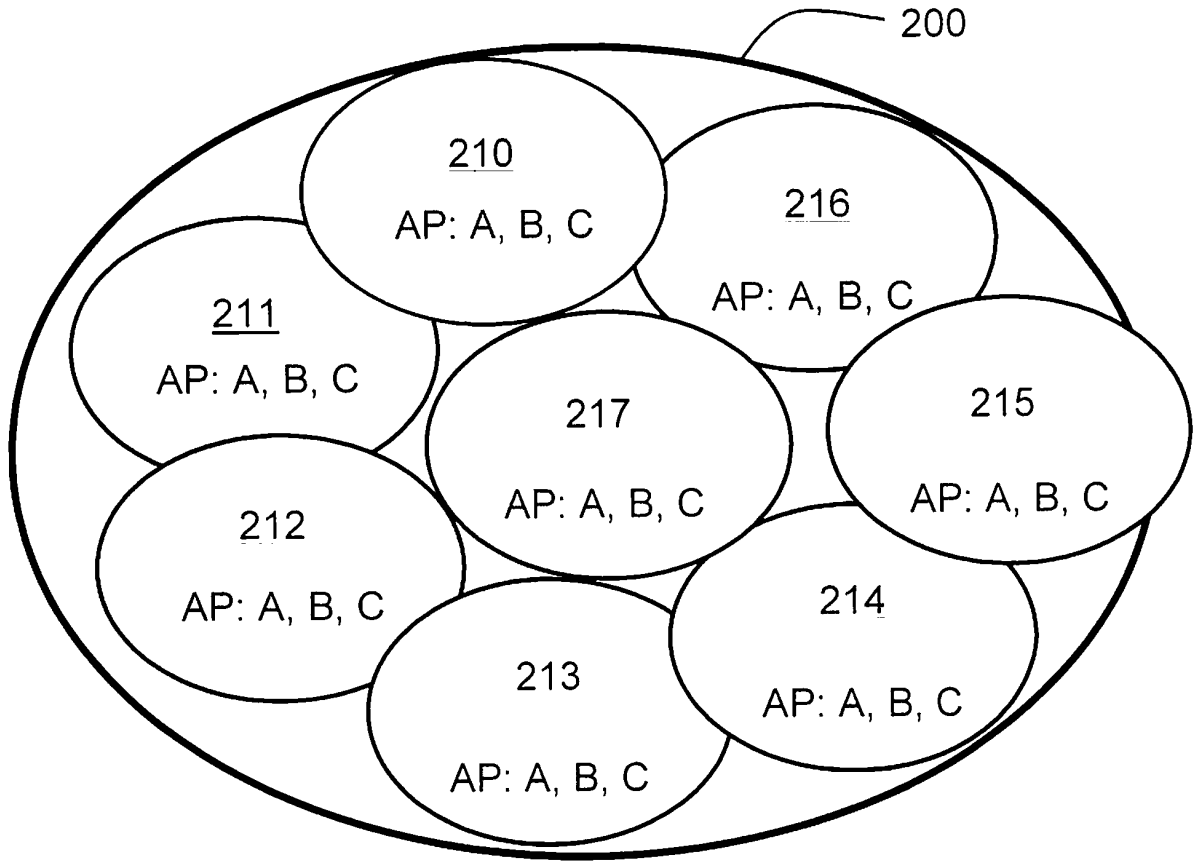 200
210
AP: A, B, C
216
AP: A, B, C
211
AP: A, B, C
217
AP: A, B, C
215
AP: A, B, C
212
AP: A, B, C
214
AP: A, B, C
213
AP: A, B, C